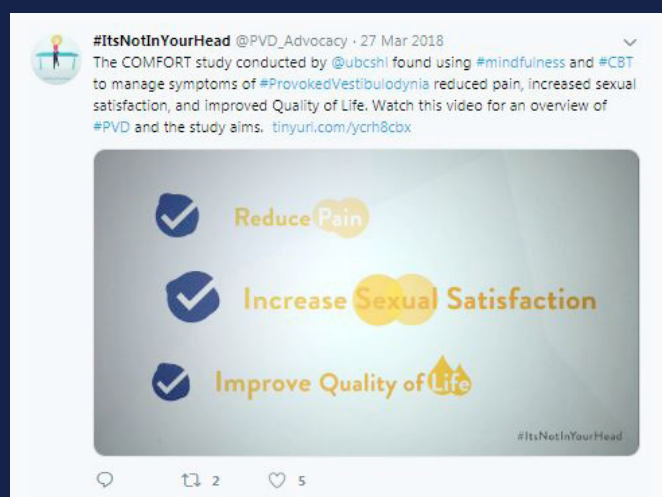 #ItsNotInYourHead @PVD_Advocacy · 27 Mar 2018
The COMFORT study conducted by @ubcshl found using #mindfulness and #CBT
to manage symptoms of #ProvokedVestibulodynia reduced pain, increased sexual
satisfaction, and improved Quality of Life. Watch this video for an overview of
#PVD and the study aims. tinyurl.com/ycrh8cbx
Reduce Pain
Increase Sexual Satisfaction
Improve Quality of Life
#ItsNotInYourHead
2 5